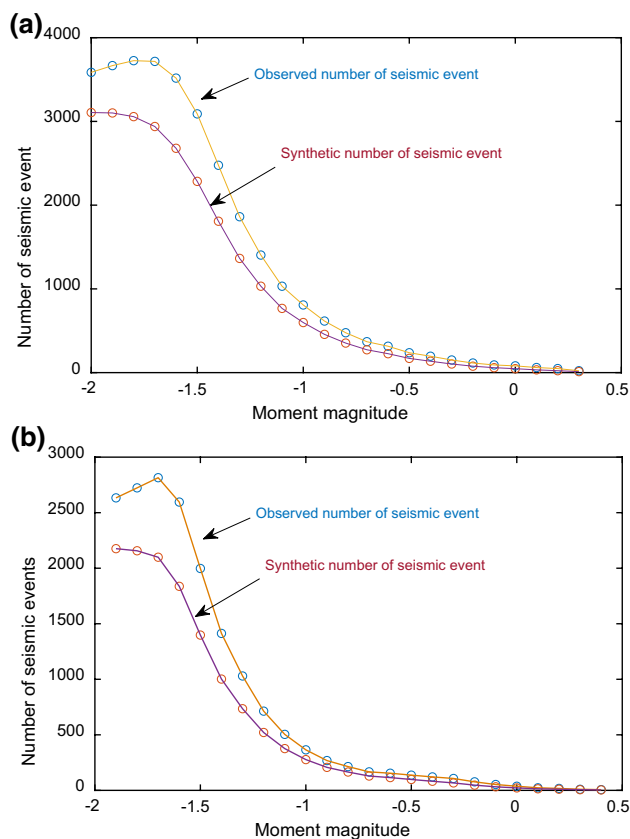 (a)
4000
3000
2000
1000
0
Number of seismic event
Observed number of seismic event
Synthetic number of seismic event
-2
-1.5
-1
-0.5
0
0.5
Moment magnitude
(b)
3000
2500
2000
1500
1000
500
0
Number of seismic events
Observed number of seismic event
Synthetic number of seismic event
-2
-1.5
-1
-0.5
0
0.5
Moment magnitude